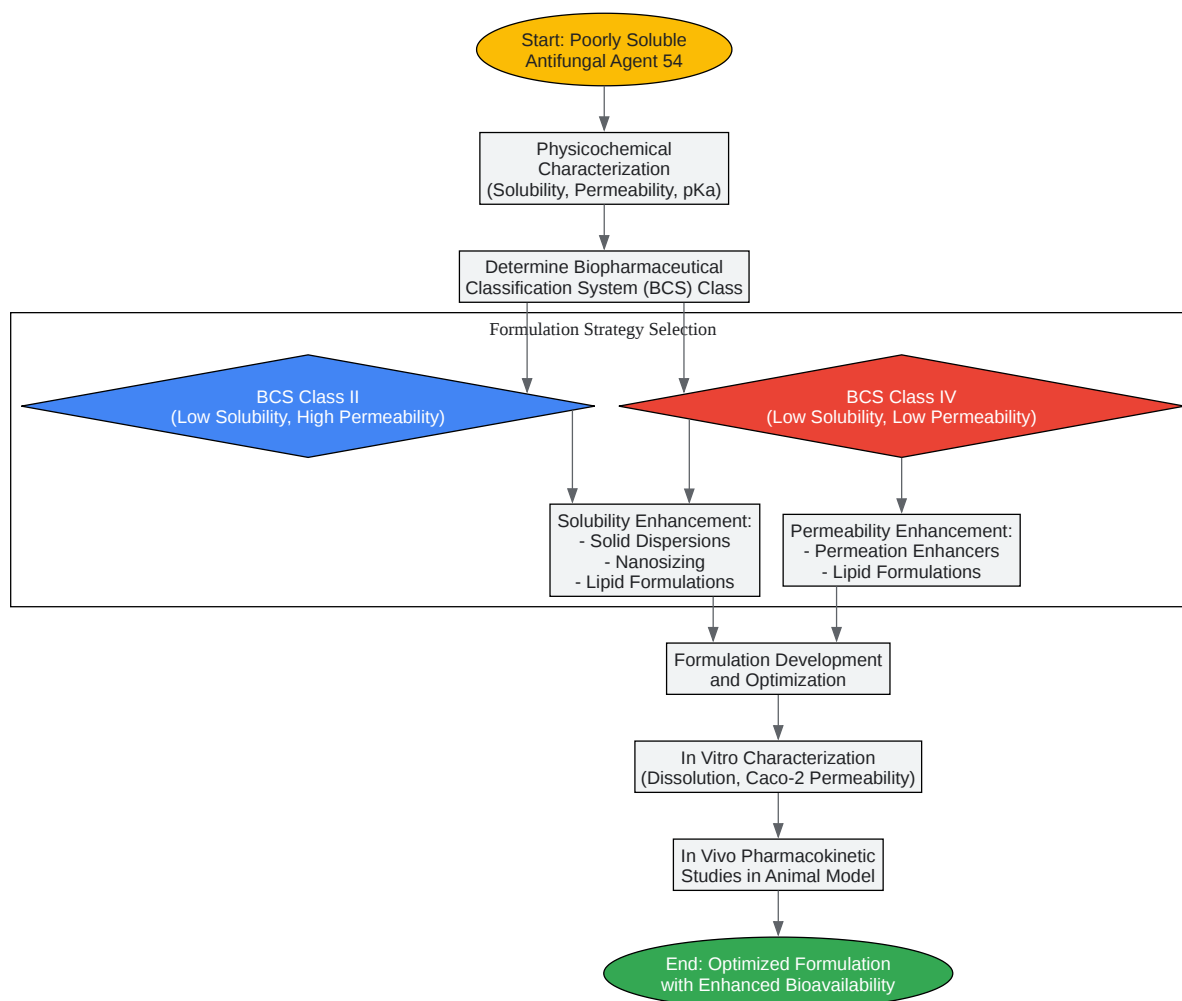 Start: Poorly Soluble
Antifungal Agent 54
Physicochemical
Characterization
(Solubility, Permeability, pKa)
Determine Biopharmaceutical
Classification System (BCS) Class
Formulation Strategy Selection
BCS Class II
(Low Solubility, High Permeability)
BCS Class IV
(Low Solubility, Low Permeability)
Solubility Enhancement:
- Solid Dispersions
- Nanosizing
- Lipid Formulations
Permeability Enhancement:
- Permeation Enhancers
- Lipid Formulations
Formulation Development
and Optimization
In Vitro Characterization
(Dissolution, Caco-2 Permeability)
In Vivo Pharmacokinetic
Studies in Animal Model
End: Optimized Formulation
with Enhanced Bioavailability